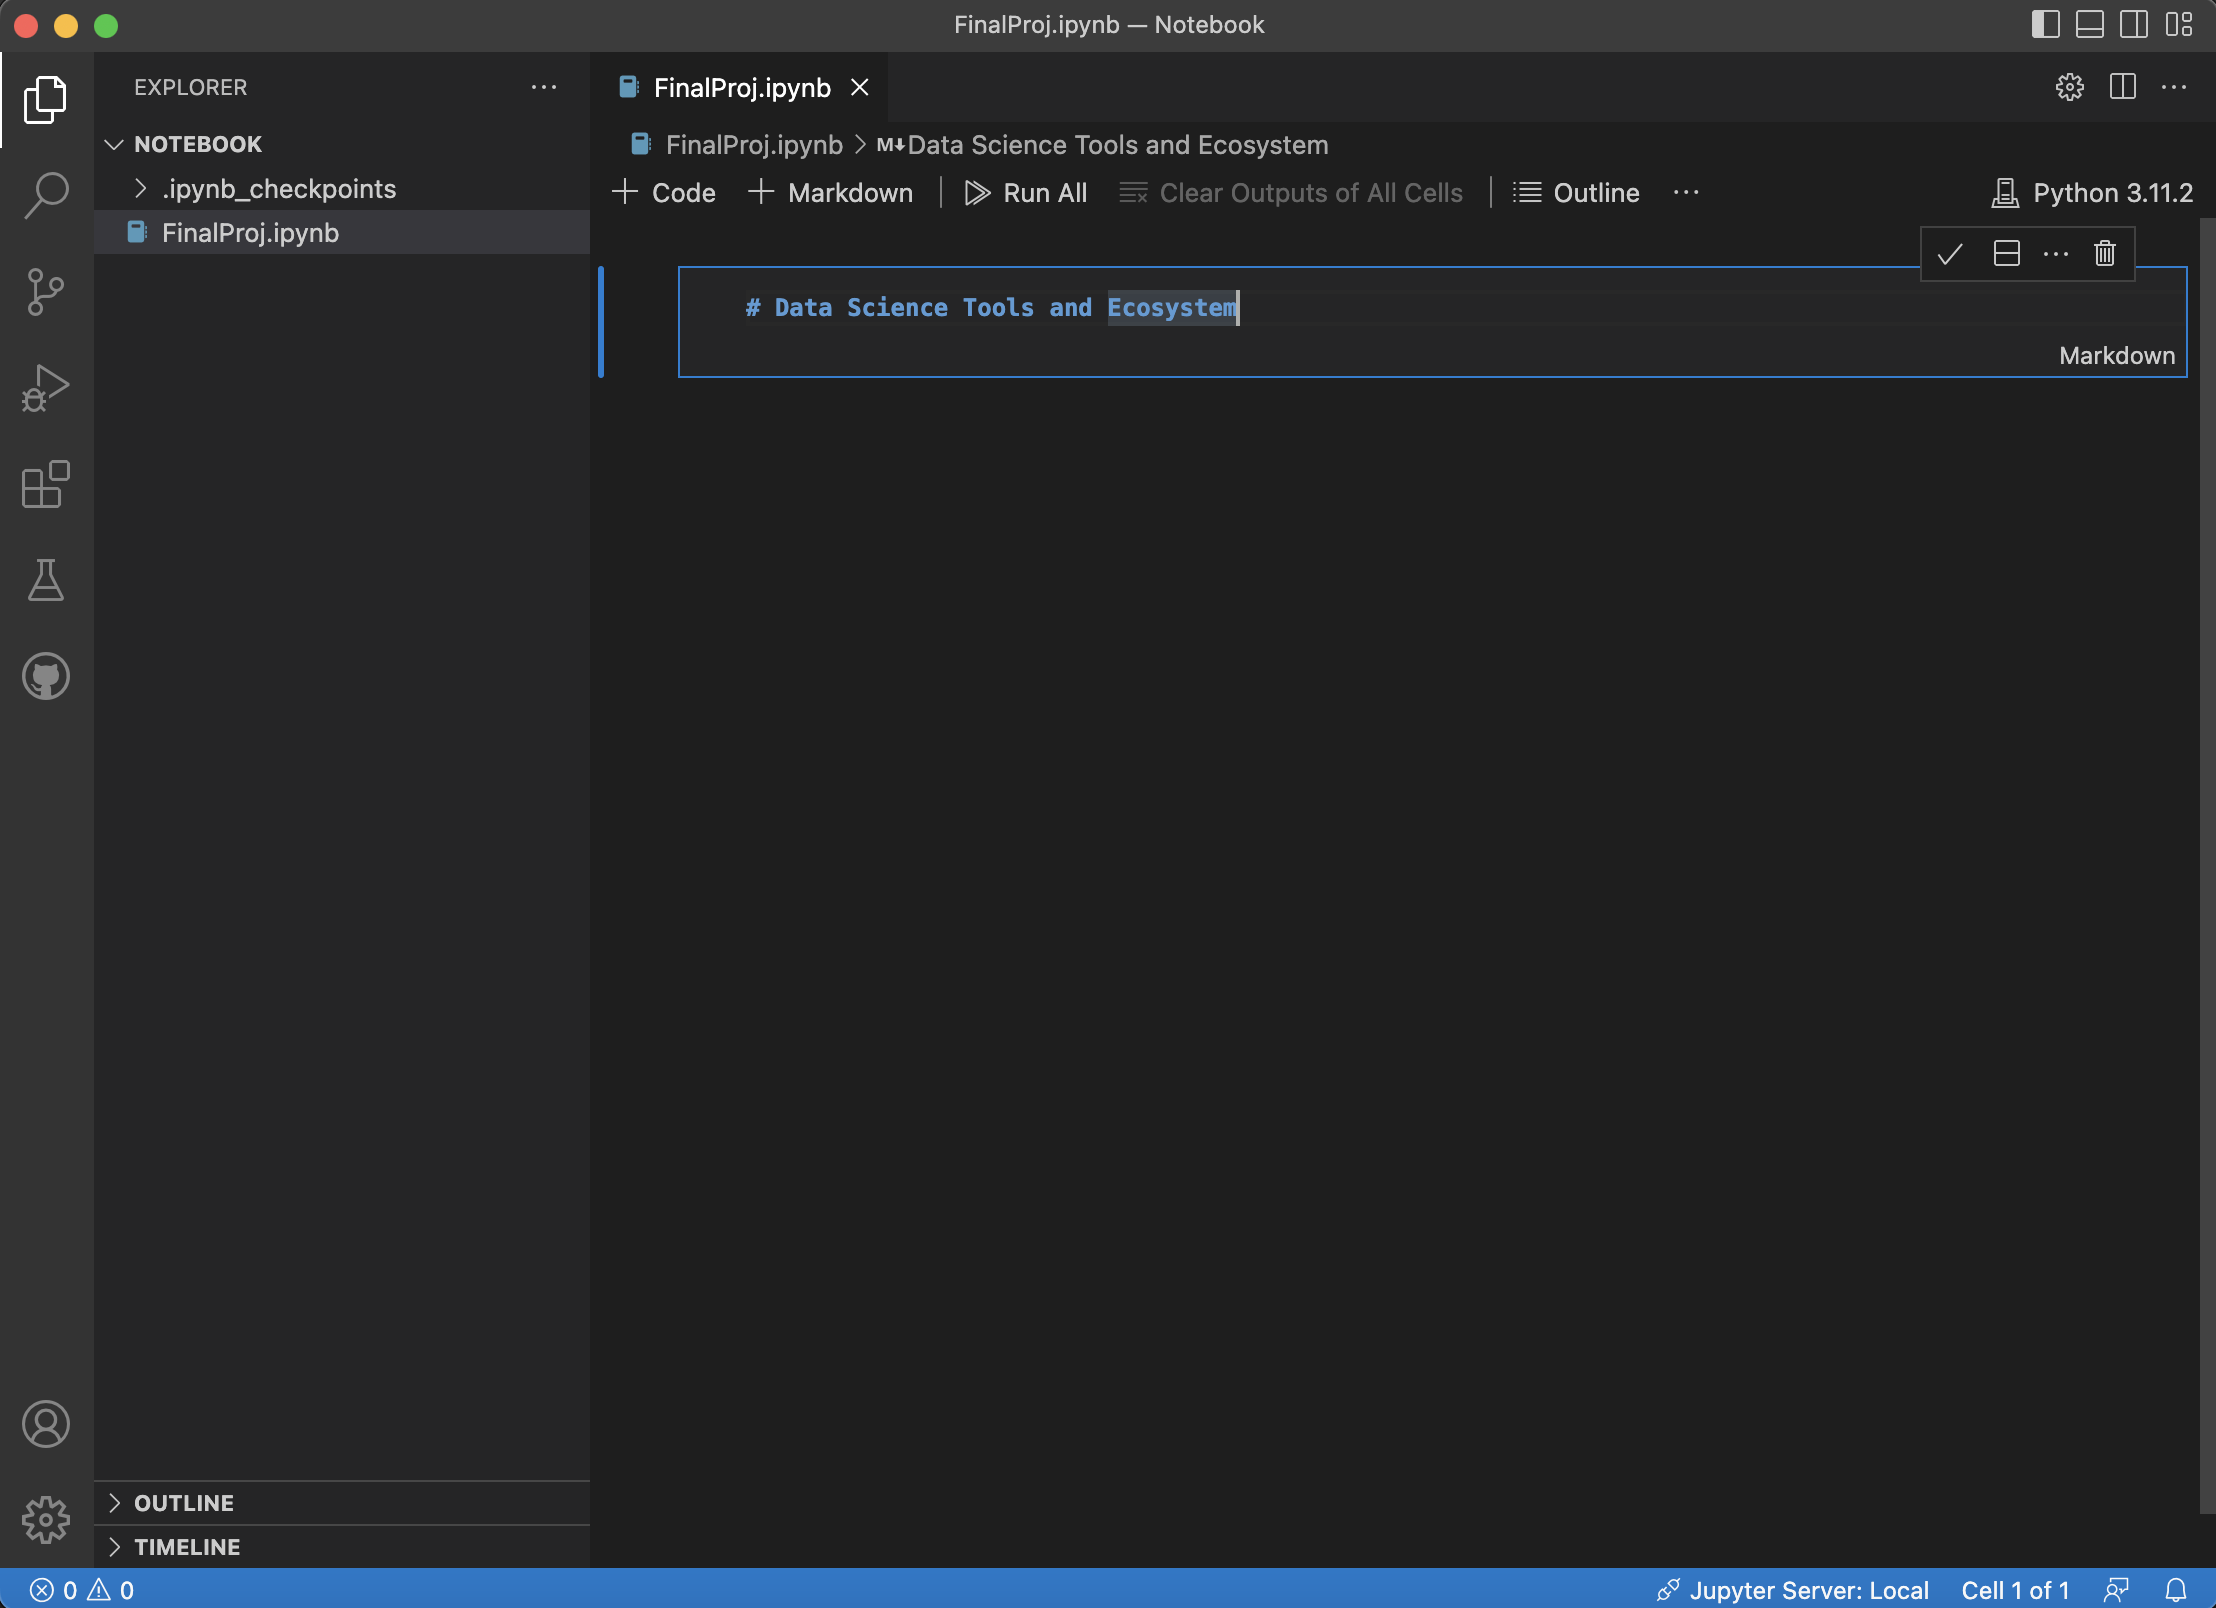 FinalProj.ipynb — Notebook
EXPLORER
NOTEBOOK
.ipynb_checkpoints
FinalProj.ipynb
OUTLINE
TIMELINE
FinalProj.ipynb
FinalProj.ipynb > M↓ Data Science Tools and Ecosystem
+ Code + Markdown | Run All Clear Outputs of All Cells | Outline ··· Python 3.11.2
# Data Science Tools and Ecosystem
Markdown
0 0 Jupyter Server: Local Cell 1 of 1